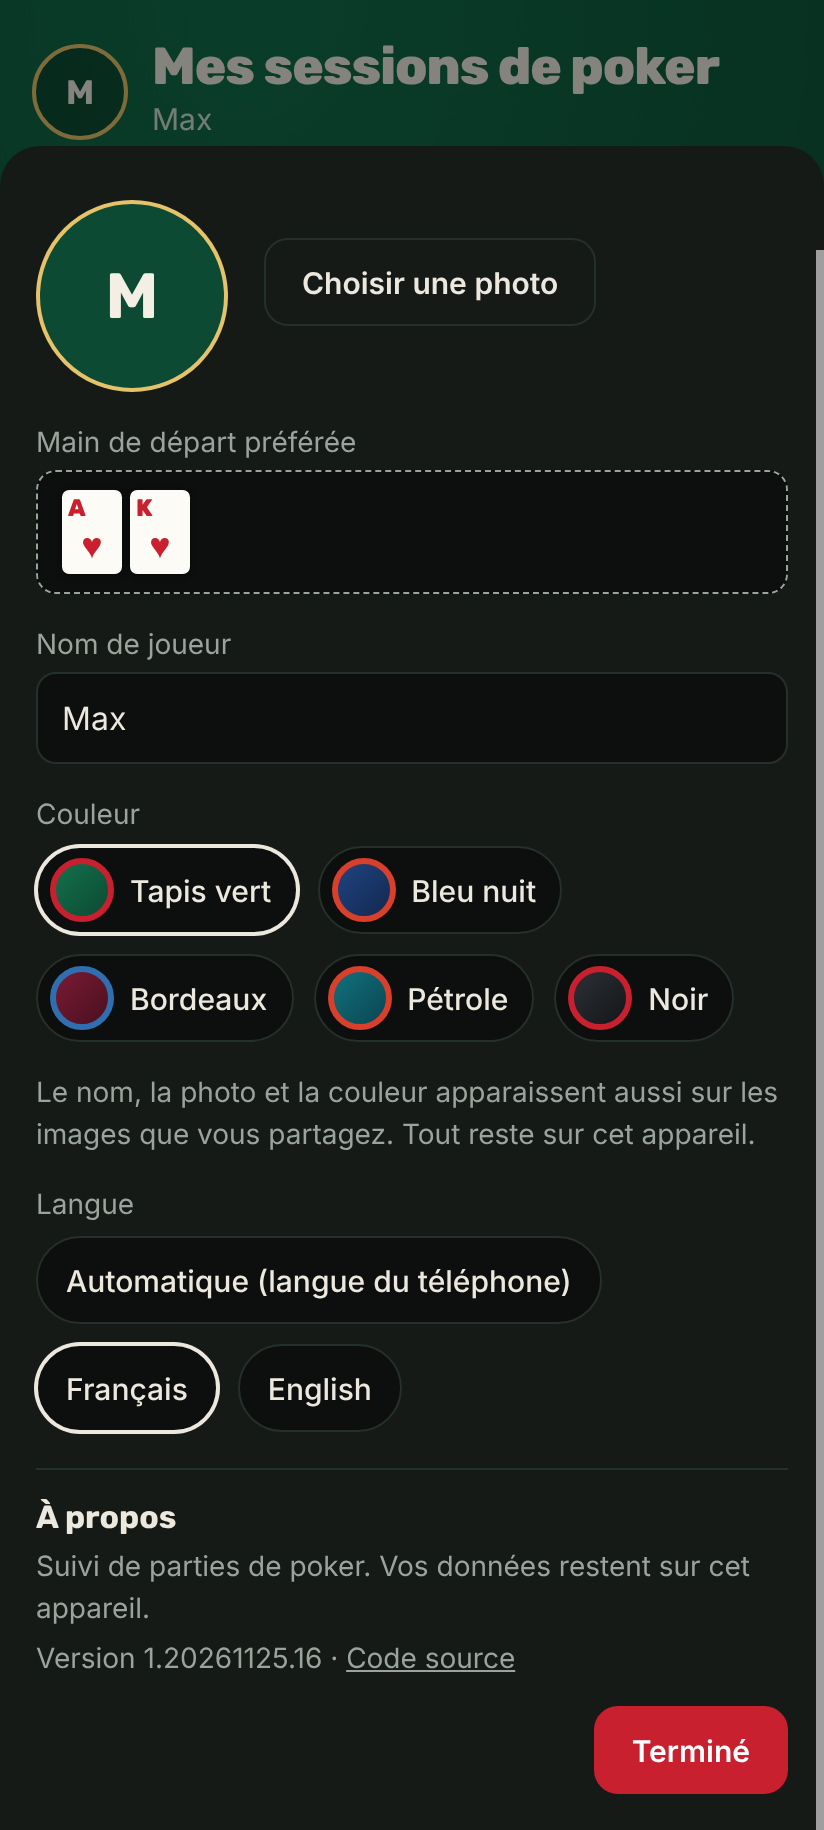 M
Mes sessions de poker
Max
M
Choisir une photo
Main de départ préférée
A K
Nom de joueur
Max
Couleur
Tapis vert
Bleu nuit
Bordeaux
Pétrole
Noir
Le nom, la photo et la couleur apparaissent aussi sur les
images que vous partagez. Tout reste sur cet appareil.
Langue
Automatique (langue du téléphone)
Français
English
À propos
Suivi de parties de poker. Vos données restent sur cet
appareil.
Version 1.20261125.16 · Code source
Terminé